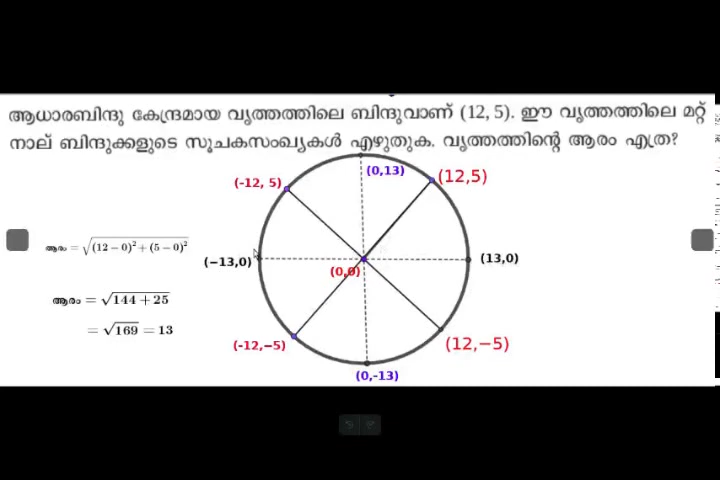 ആധാരബിന്ദു കേന്ദ്രമായ വൃത്തത്തിലെ ബിന്ദുവാണ് (12, 5). ഈ വൃത്തത്തിലെ മറ്റ്
നാല് ബിന്ദുക്കളുടെ സൂചകസംഖ്യകൾ എഴുതുക. വൃത്തത്തിന്റെ ആരം എത്ര?
(0,13)
(12,5)
(-12, 5)
ആരം = √(12 − 0)² + (5 − 0)²
(−13,0)
(13,0)
(0,0)
ആരം = √144 + 25
= √169 = 13
(-12,−5)
(12,−5)
(0,-13)